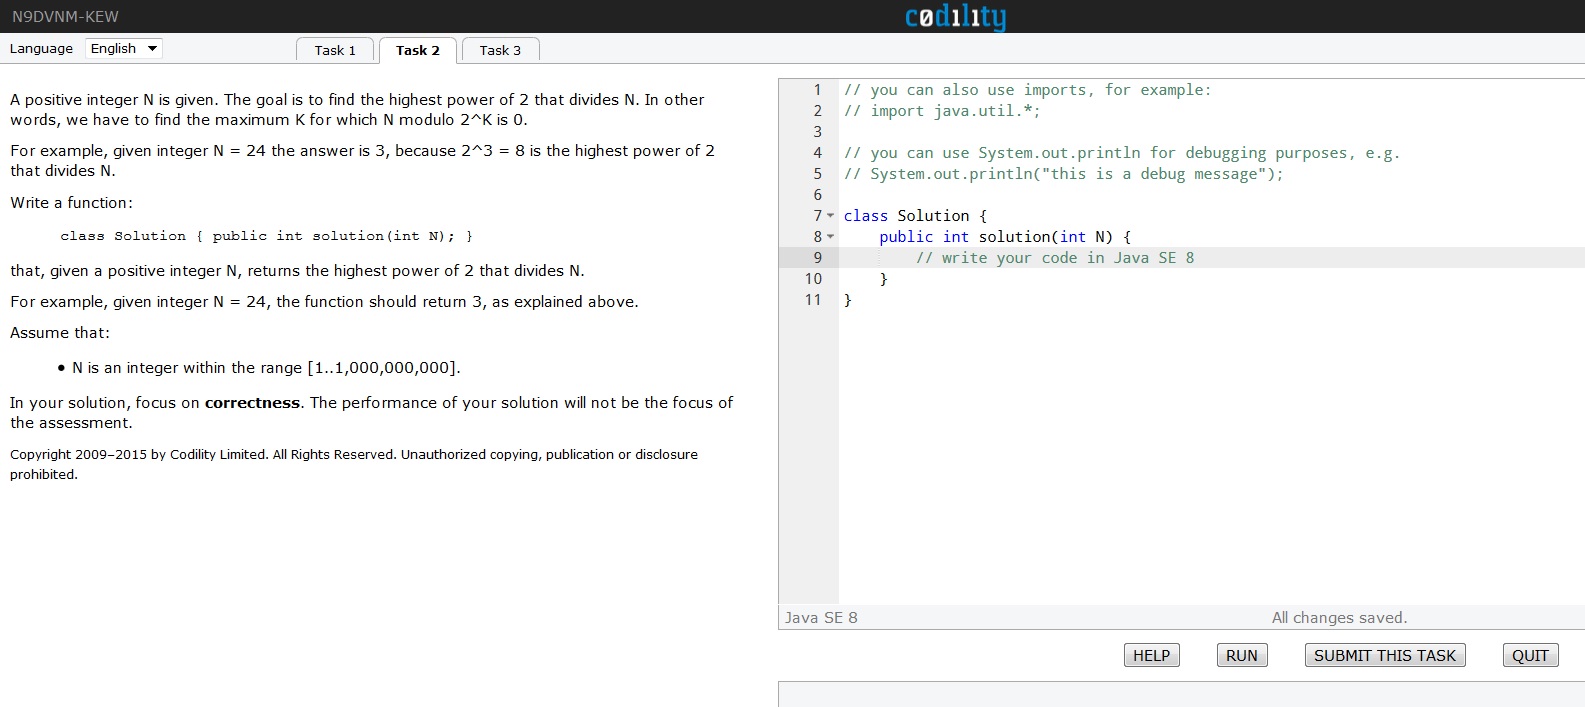 N9DVNM-KEW
codility
Language English Task 1 Task 2 Task 3
A positive integer N is given. The goal is to find the highest power of 2 that divides N. In other
words, we have to find the maximum K for which N modulo 2^K is 0.
For example, given integer N = 24 the answer is 3, because 2^3 = 8 is the highest power of 2
that divides N.
Write a function:
class Solution { public int solution(int N); }
that, given a positive integer N, returns the highest power of 2 that divides N.
For example, given integer N = 24, the function should return 3, as explained above.
Assume that:
• N is an integer within the range [1..1,000,000,000].
In your solution, focus on correctness. The performance of your solution will not be the focus of
the assessment.
Copyright 2009–2015 by Codility Limited. All Rights Reserved. Unauthorized copying, publication or disclosure
prohibited.
1 // you can also use imports, for example:
2 // import java.util.*;
3
4 // you can use System.out.println for debugging purposes, e.g.
5 // System.out.println("this is a debug message");
6
7 class Solution {
8 public int solution(int N) {
9 // write your code in Java SE 8
10 }
11 }
Java SE 8 All changes saved.
HELP RUN SUBMIT THIS TASK QUIT